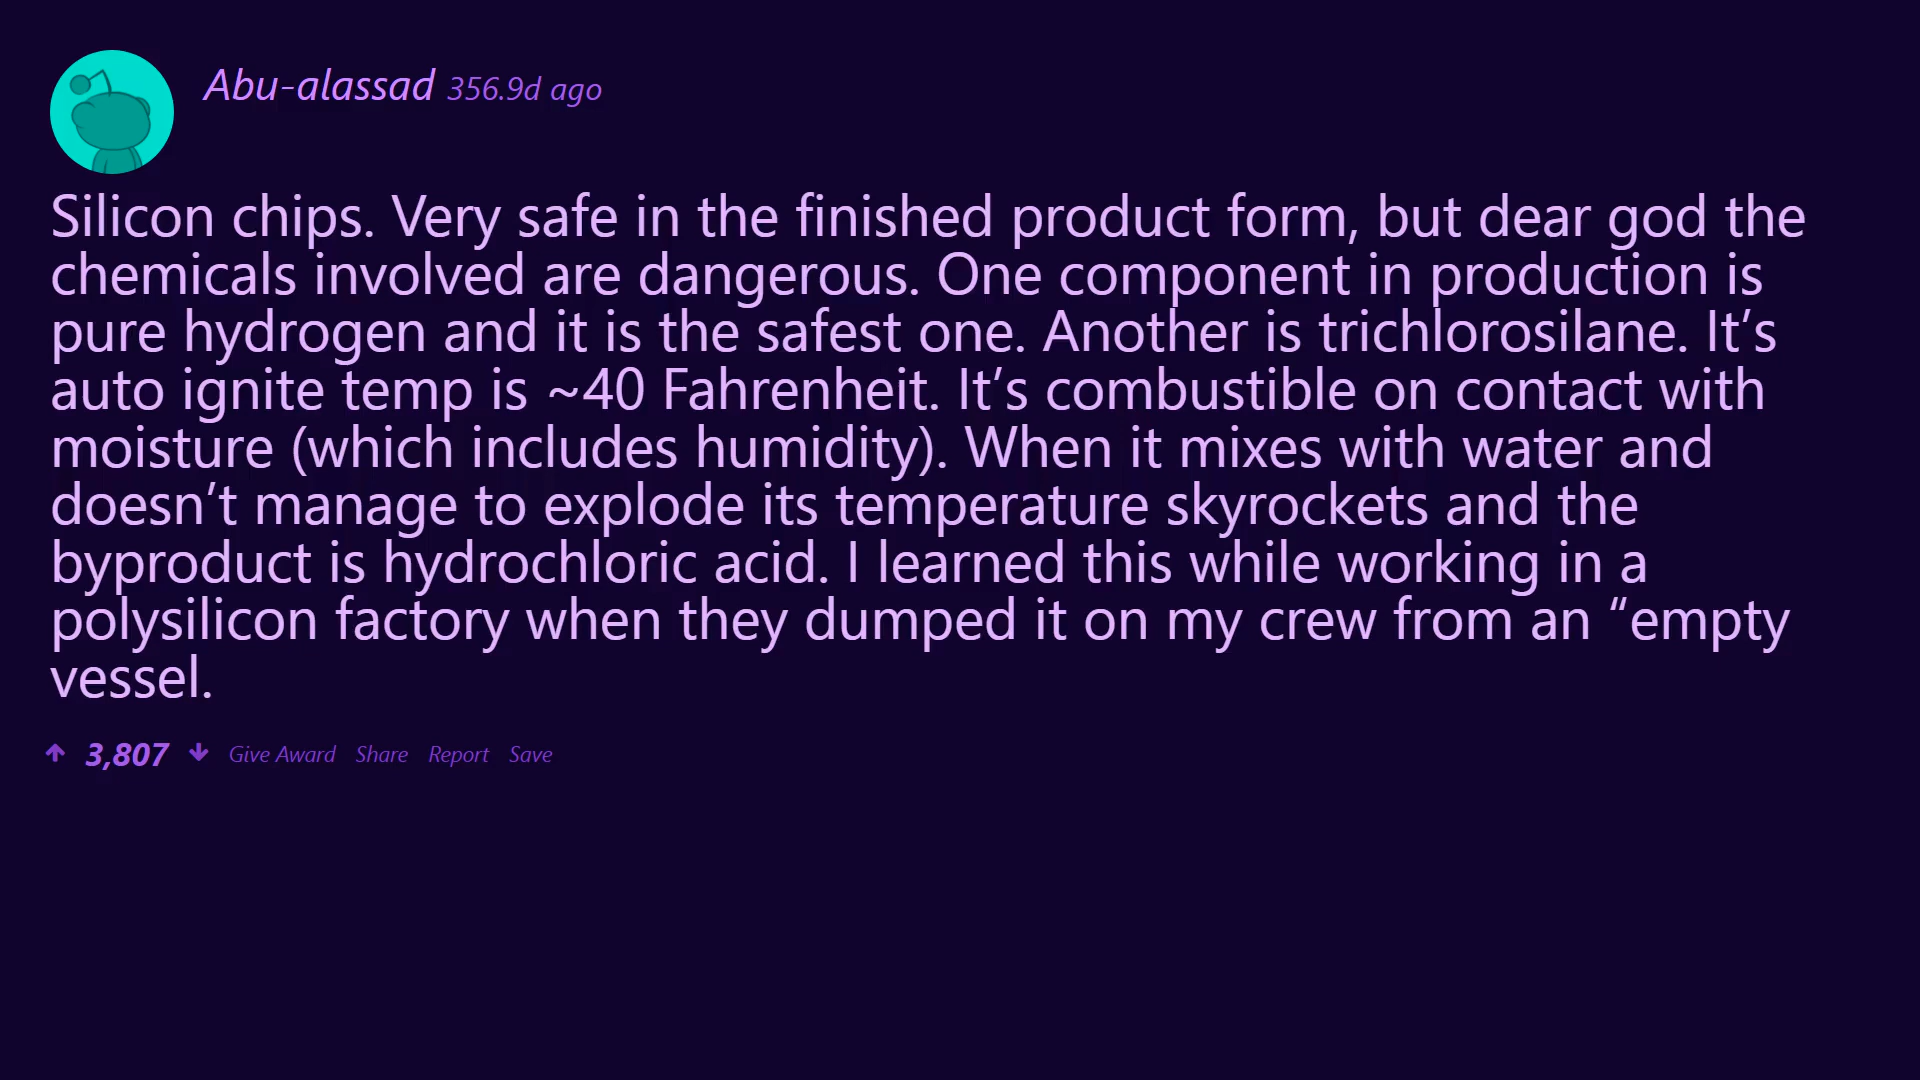 Abu-alassad 356.9d ago
Silicon chips. Very safe in the finished product form, but dear god the
chemicals involved are dangerous. One component in production is
pure hydrogen and it is the safest one. Another is trichlorosilane. It’s
auto ignite temp is ~40 Fahrenheit. It’s combustible on contact with
moisture (which includes humidity). When it mixes with water and
doesn’t manage to explode its temperature skyrockets and the
byproduct is hydrochloric acid. I learned this while working in a
polysilicon factory when they dumped it on my crew from an “empty
vessel.
3,807 Give Award Share Report Save